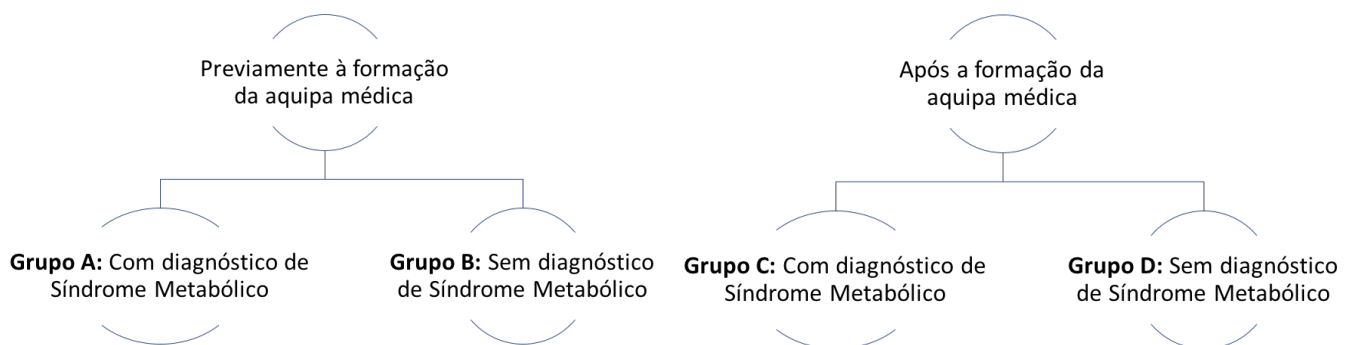 Previamente à formação
da aquipa médica
Após a formação da
aquipa médica
Grupo A: Com diagnóstico de
Síndrome Metabólico
Grupo B: Sem diagnóstico
de Síndrome Metabólico
Grupo C: Com diagnóstico de
Síndrome Metabólico
Grupo D: Sem diagnóstico
de Síndrome Metabólico